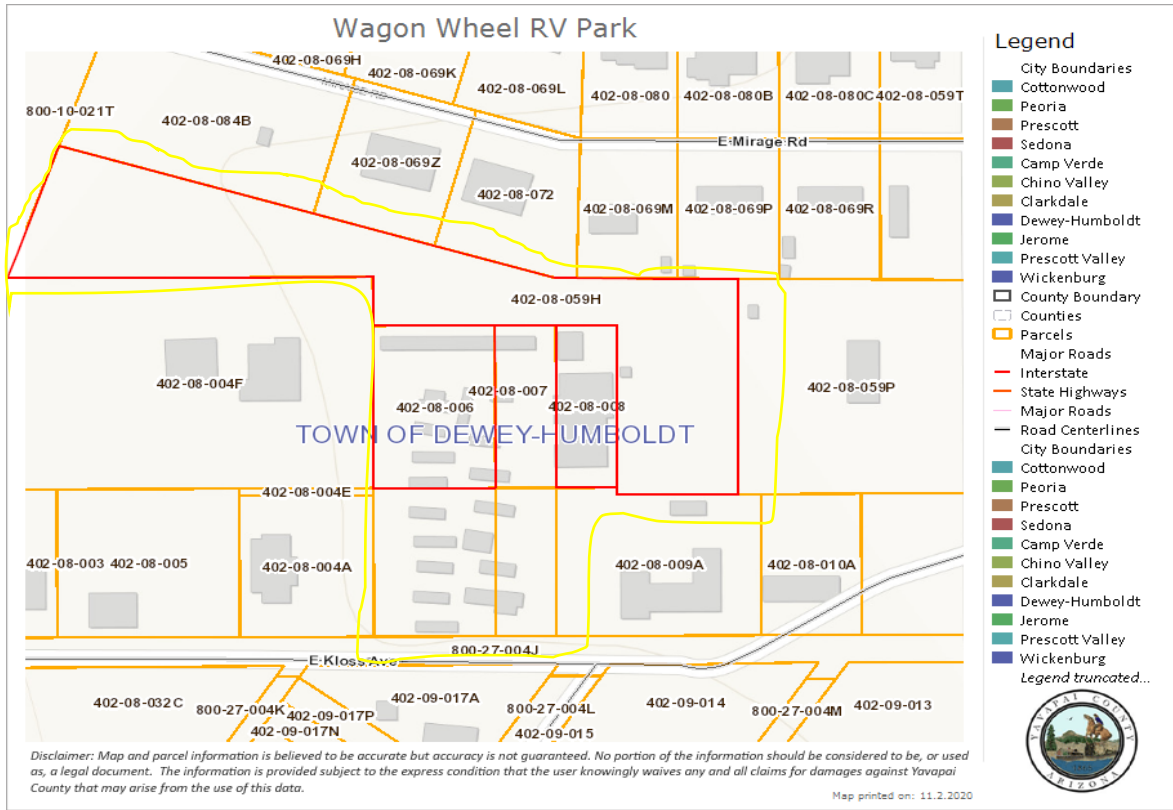 Wagon Wheel RV Park
402-08-069H
402-08-069K
402-08-069L
402-08-080
402-08-080B
402-08-080C
402-08-059T
800-10-021T
402-08-084B
E Mirage Rd
402-08-069Z
402-08-072
402-08-069M
402-08-069P
402-08-069R
402-08-059H
402-08-004F
402-08-007
402-08-006
402-08-008
402-08-059P
TOWN OF DEWEY-HUMBOLDT
402-08-004E
402-08-003
402-08-005
402-08-004A
402-08-009A
402-08-010A
800-27-004J
E Kloss Ave
402-08-032C
800-27-004K
402-09-017P
402-09-017N
402-09-017A
800-27-004L
402-09-015
402-09-014
800-27-004M
402-09-013
Legend
City Boundaries
Cottonwood
Peoria
Prescott
Sedona
Camp Verde
Chino Valley
Clarkdale
Dewey-Humboldt
Jerome
Prescott Valley
Wickenburg
County Boundary
Counties
Parcels
Major Roads
Interstate
State Highways
Major Roads
Road Centerlines
City Boundaries
Cottonwood
Peoria
Prescott
Sedona
Camp Verde
Chino Valley
Clarkdale
Dewey-Humboldt
Jerome
Prescott Valley
Wickenburg
Legend truncated...
YAVAPAI COUNTY
ARIZONA
Disclaimer: Map and parcel information is believed to be accurate but accuracy is not guaranteed. No portion of the information should be considered to be, or used
as, a legal document. The information is provided subject to the express condition that the user knowingly waives any and all claims for damages against Yavapai
County that may arise from the use of this data.
Map printed on: 11.2.2020